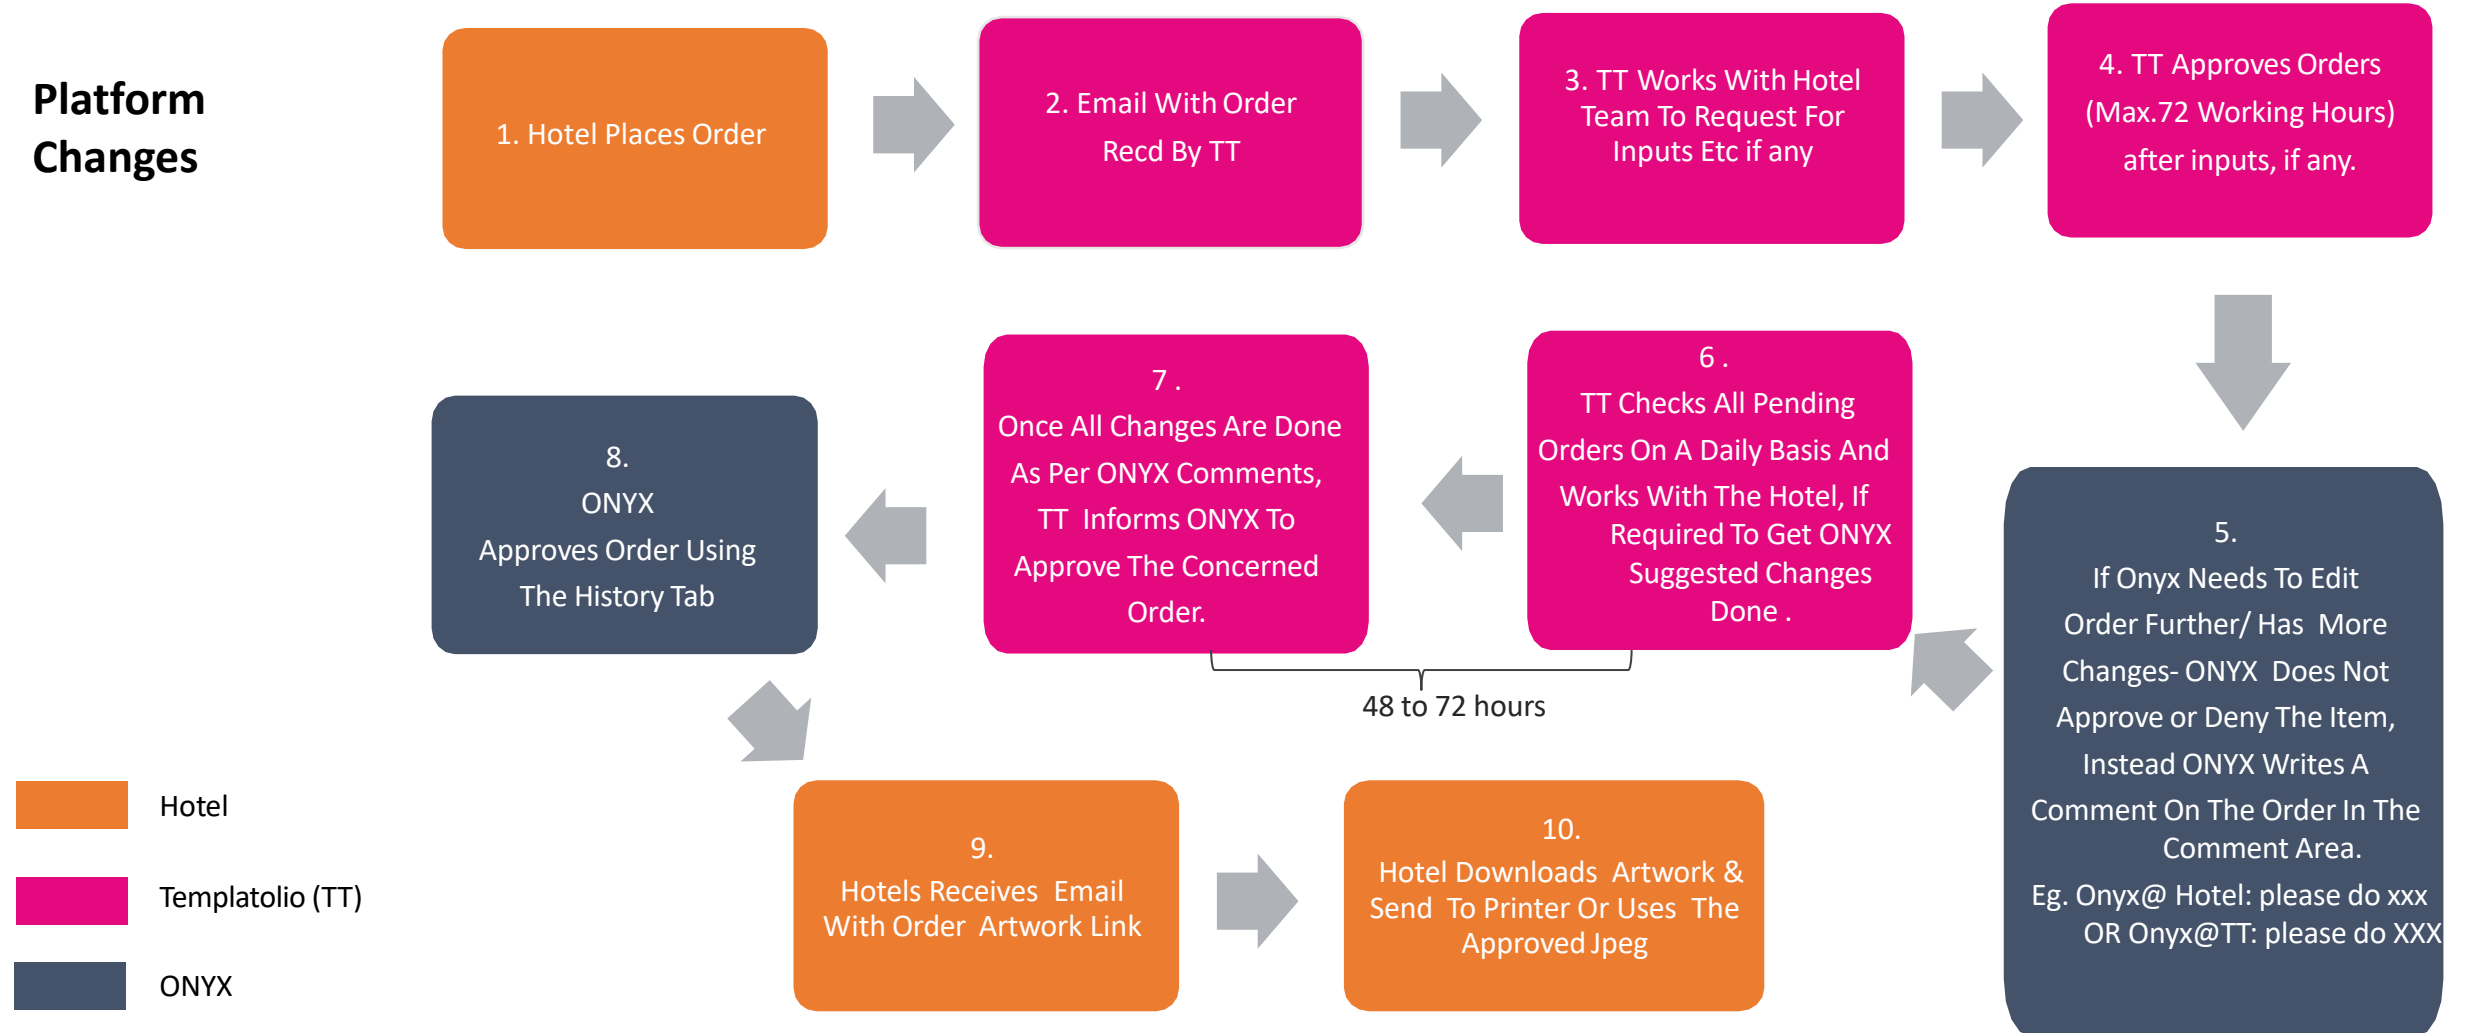 Platform
Changes
1. Hotel Places Order
2. Email With Order
Recd By TT
3. TT Works With Hotel
Team To Request For
Inputs Etc if any
4. TT Approves Orders
(Max.72 Working Hours)
after inputs, if any.
5.
If Onyx Needs To Edit
Order Further/ Has More
Changes- ONYX Does Not
Approve or Deny The Item,
Instead ONYX Writes A
Comment On The Order In The
Comment Area.
Eg. Onyx@ Hotel: please do xxx
OR Onyx@TT: please do XXX
6 .
TT Checks All Pending
Orders On A Daily Basis And
Works With The Hotel, If
Required To Get ONYX
Suggested Changes
Done .
7 .
Once All Changes Are Done
As Per ONYX Comments,
TT Informs ONYX To
Approve The Concerned
Order.
48 to 72 hours
8.
ONYX
Approves Order Using
The History Tab
9.
Hotels Receives Email
With Order Artwork Link
10.
Hotel Downloads Artwork &
Send To Printer Or Uses The
Approved Jpeg
Hotel
Templatolio (TT)
ONYX